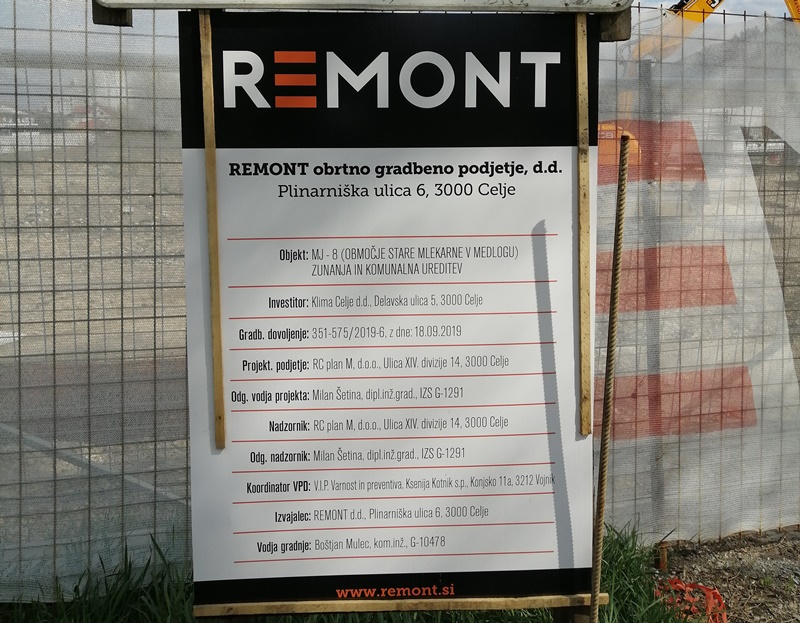 REMONT
REMONT obrtno gradbeno podjetje, d.d.
Plinarniška ulica 6, 3000 Celje
Objekt: MJ - 8 (OBMOČJE STARE MLEKARNE V MEDLOGU)
ZUNANJA IN KOMUNALNA UREDITEV
Investitor: Klima Celje d.d., Delavska ulica 5, 3000 Celje
Gradb. dovoljenje: 351-575/2019-6, z dne: 18.09.2019
Projekt. podjetje: RC plan M, d.o.o., Ulica XIV. divizije 14, 3000 Celje
Odg. vodja projekta: Milan Šetina, dipl.inž.grad., IZS G-1291
Nadzornik: RC plan M, d.o.o., Ulica XIV. divizije 14, 3000 Celje
Odg. nadzornik: Milan Šetina, dipl.inž.grad., IZS G-1291
Koordinator VPD: V.I.P. Varnost in preventiva, Ksenija Kotnik s.p., Konjsko 11a, 3212 Vojnik
Izvajalec: REMONT d.d., Plinarniška ulica 6, 3000 Celje
Vodja gradnje: Boštjan Mulec, kom.inž., G-10478
www.remont.si